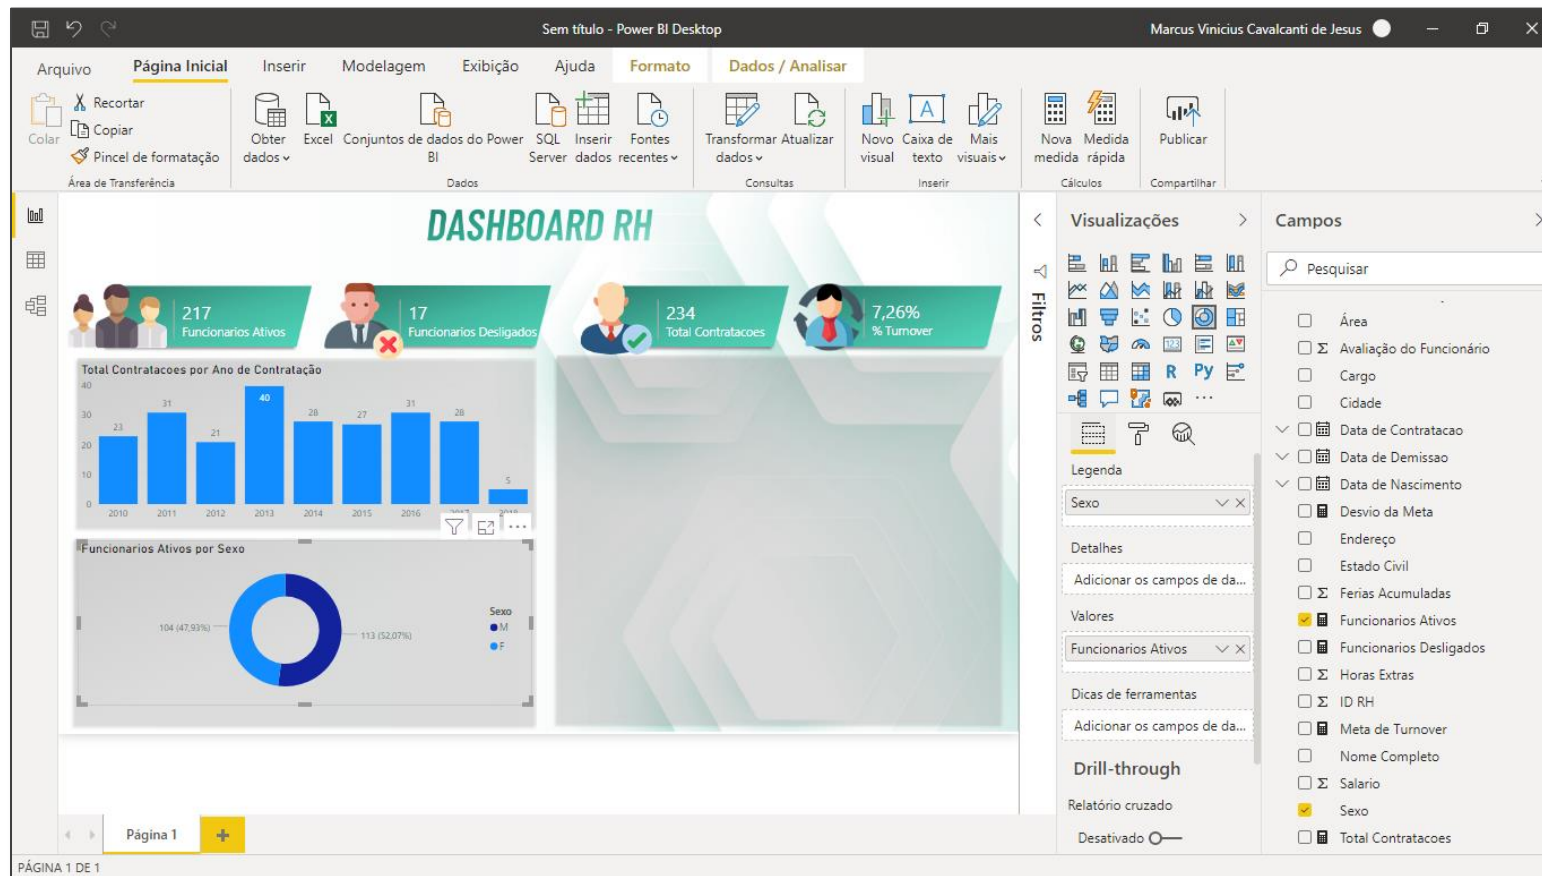 Sem título - Power BI Desktop
Marcus Vinicius Cavalcanti de Jesus
Arquivo Página Inicial Inserir Modelagem Exibição Ajuda Formato Dados / Analisar
Colar
Recortar
Copiar
Pincel de formatação
Área de Transferência
Obter dados
Excel
Conjuntos de dados do Power BI
SQL Server
Inserir dados
Fontes recentes
Dados
Transformar dados
Atualizar
Consultas
Novo visual
Caixa de texto
Mais visuais
Inserir
Nova medida
Medida rápida
Cálculos
Publicar
Compartilhar
DASHBOARD RH
217
Funcionarios Ativos
17
Funcionarios Desligados
234
Total Contratacoes
7,26%
% Turnover
Total Contratacoes por Ano de Contratação
40
30
20
10
0
23
31
21
40
28
27
31
28
5
2010 2011 2012 2013 2014 2015 2016 2017 2018
Funcionarios Ativos por Sexo
104 (47,93%)
113 (52,07%)
Sexo
M
F
Filtros
Visualizações
123
R
Py
Legenda
Sexo
Detalhes
Adicionar os campos de da...
Valores
Funcionarios Ativos
Dicas de ferramentas
Adicionar os campos de da...
Drill-through
Relatório cruzado
Desativado
Campos
Pesquisar
Área
Σ Avaliação do Funcionário
Cargo
Cidade
Data de Contratacao
Data de Demissao
Data de Nascimento
Desvio da Meta
Endereço
Estado Civil
Σ Ferias Acumuladas
Funcionarios Ativos
Funcionarios Desligados
Σ Horas Extras
Σ ID RH
Meta de Turnover
Nome Completo
Σ Salario
Sexo
Total Contratacoes
Página 1
PÁGINA 1 DE 1